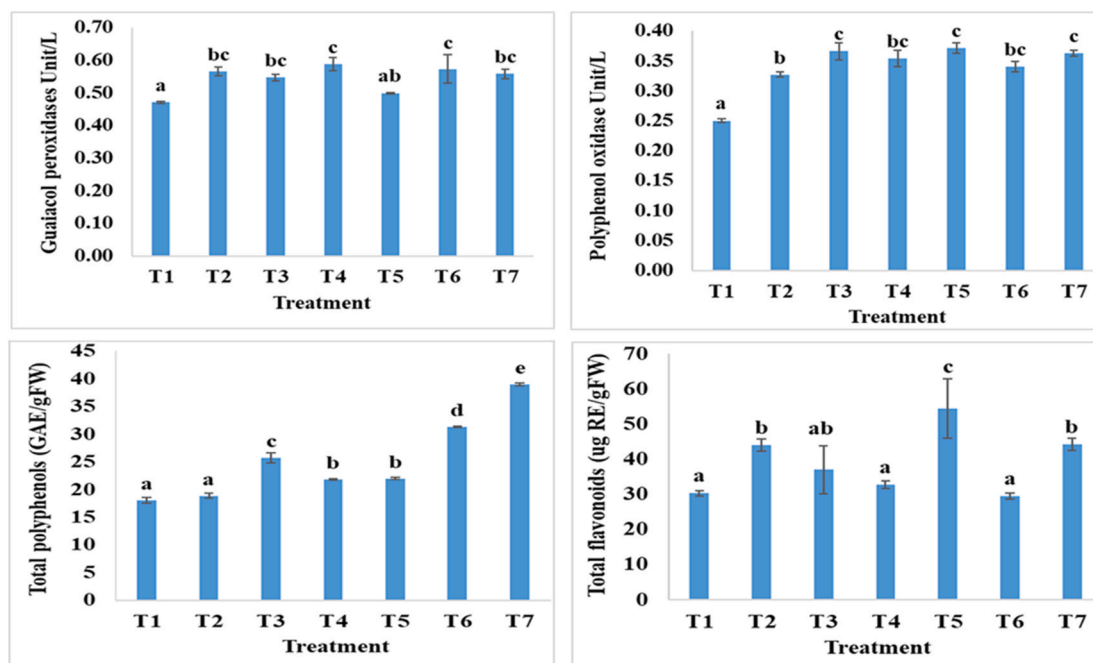 Guaiacol peroxidases Unit/L
0.70
0.60
0.50
0.40
0.30
0.20
0.10
0.00
a
bc
bc
c
ab
c
bc
T1 T2 T3 T4 T5 T6 T7
Treatment
Polyphenol oxidase Unit/L
0.40
0.35
0.30
0.25
0.20
0.15
0.10
0.05
0.00
a
b
c
bc
c
bc
c
T1 T2 T3 T4 T5 T6 T7
Treatment
Total polyphenols (GAE/gFW)
45
40
35
30
25
20
15
10
5
0
a
a
c
b
b
d
e
T1 T2 T3 T4 T5 T6 T7
Treatment
Total flavonoids (ug RE/gFW)
70
60
50
40
30
20
10
0
a
b
ab
a
c
a
b
T1 T2 T3 T4 T5 T6 T7
Treatment